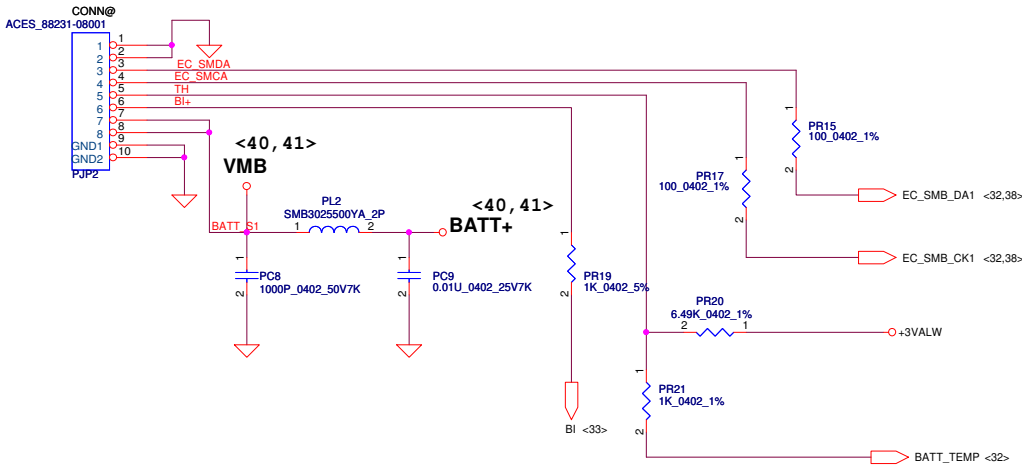 CONN@
ACES_88231-08001
1
2
3
4
5
6
7
8
GND1
GND2
1
2
3
4
5
6
7
8
9
10
PJP2
EC_SMDA
EC_SMCA
TH
BI+
<40,41>
VMB
BATT_S1
PL2
SMB3025500YA_2P
1
2
<40,41>
BATT+
1
2
PC8
1000P_0402_50V7K
1
2
PC9
0.01U_0402_25V7K
1
2
PR19
1K_0402_5%
BI <33>
1
2
PR15
100_0402_1%
1
2
PR17
100_0402_1%
EC_SMB_DA1 <32,38>
EC_SMB_CK1 <32,38>
PR20
6.49K_0402_1%
2
1
+3VALW
1
2
PR21
1K_0402_1%
BATT_TEMP <32>